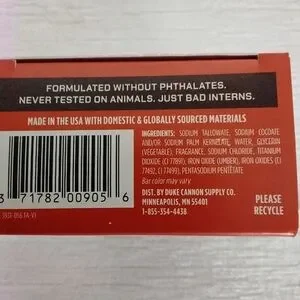 FORMULATED WITHOUT PHTHALATES.
NEVER TESTED ON ANIMALS. JUST BAD INTERNS.
MADE IN THE USA WITH DOMESTIC & GLOBALLY SOURCED MATERIALS
INGREDIENTS: SODIUM TALLOWATE, SODIUM COCOATE
AND/OR SODIUM PALM KERNELATE, WATER, GLYCERIN
(VEGETABLE), FRAGRANCE, SODIUM CHLORIDE, TITANIUM
DIOXIDE (CI 77891), IRON OXIDE (UMBER), IRON OXIDES (CI
77492, CI 77499), PENTASODIUM PENTETATE
Bar color may vary
DIST. BY DUKE CANNON SUPPLY CO.
MINNEAPOLIS, MN 55401
1-855-354-4438
PLEASE
RECYCLE
3 71782 00905 6